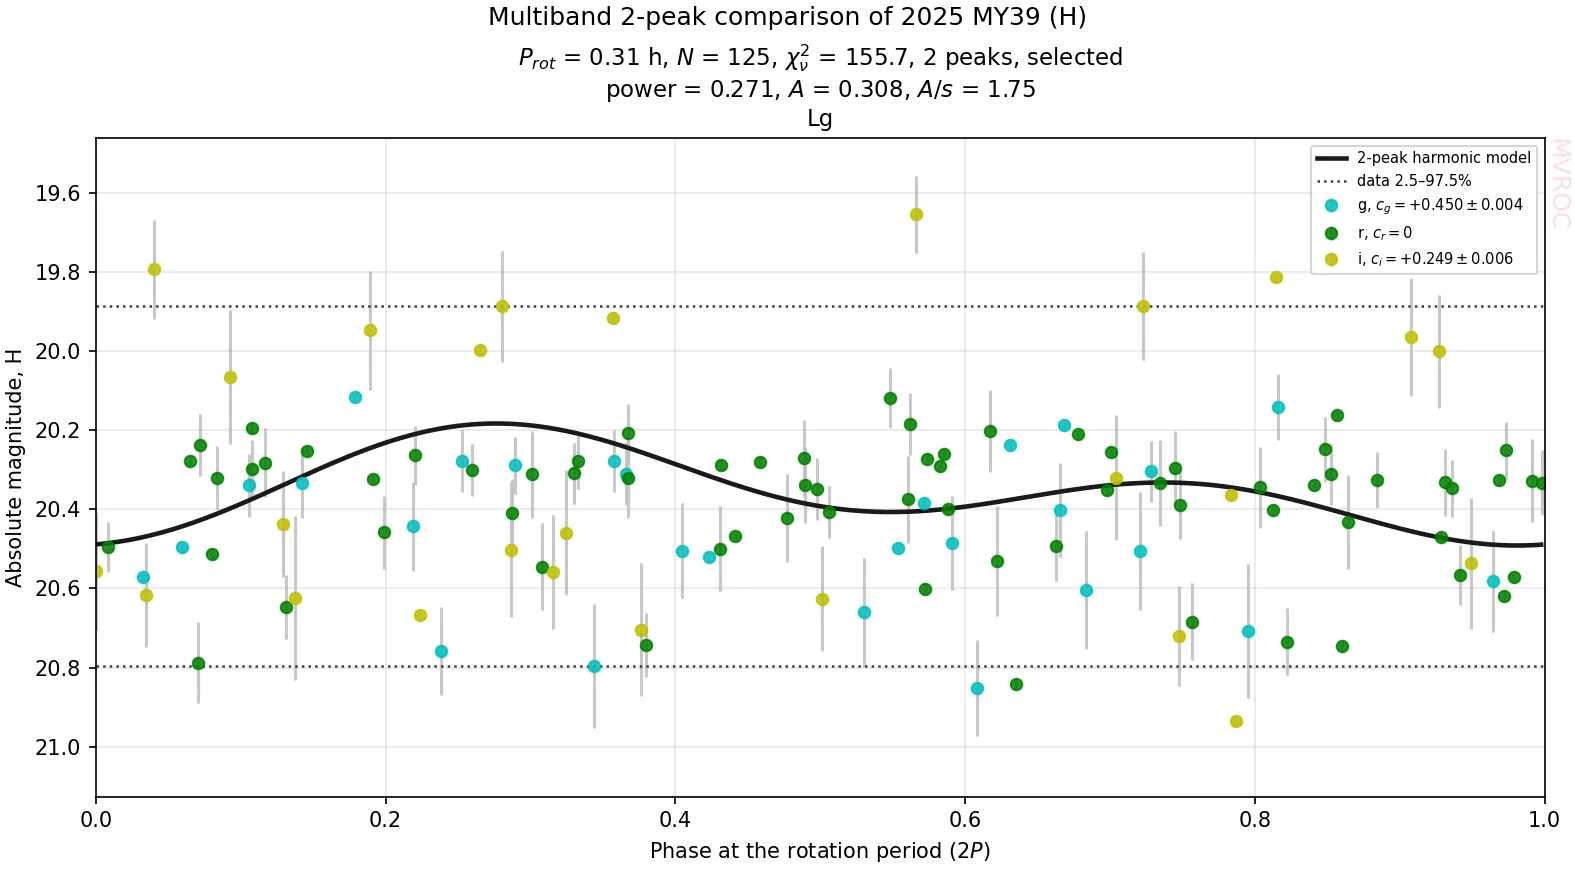 Multiband 2-peak comparison of 2025 MY39 (H)
P_rot = 0.31 h, N = 125, χ²_ν = 155.7, 2 peaks, selected
power = 0.271, A = 0.308, A/s = 1.75
Lg
MVROC
2-peak harmonic model
data 2.5–97.5%
g, c_g = +0.450 ± 0.004
r, c_r = 0
i, c_i = +0.249 ± 0.006
Absolute magnitude, H
19.6
19.8
20.0
20.2
20.4
20.6
20.8
21.0
0.0 0.2 0.4 0.6 0.8 1.0
Phase at the rotation period (2P)